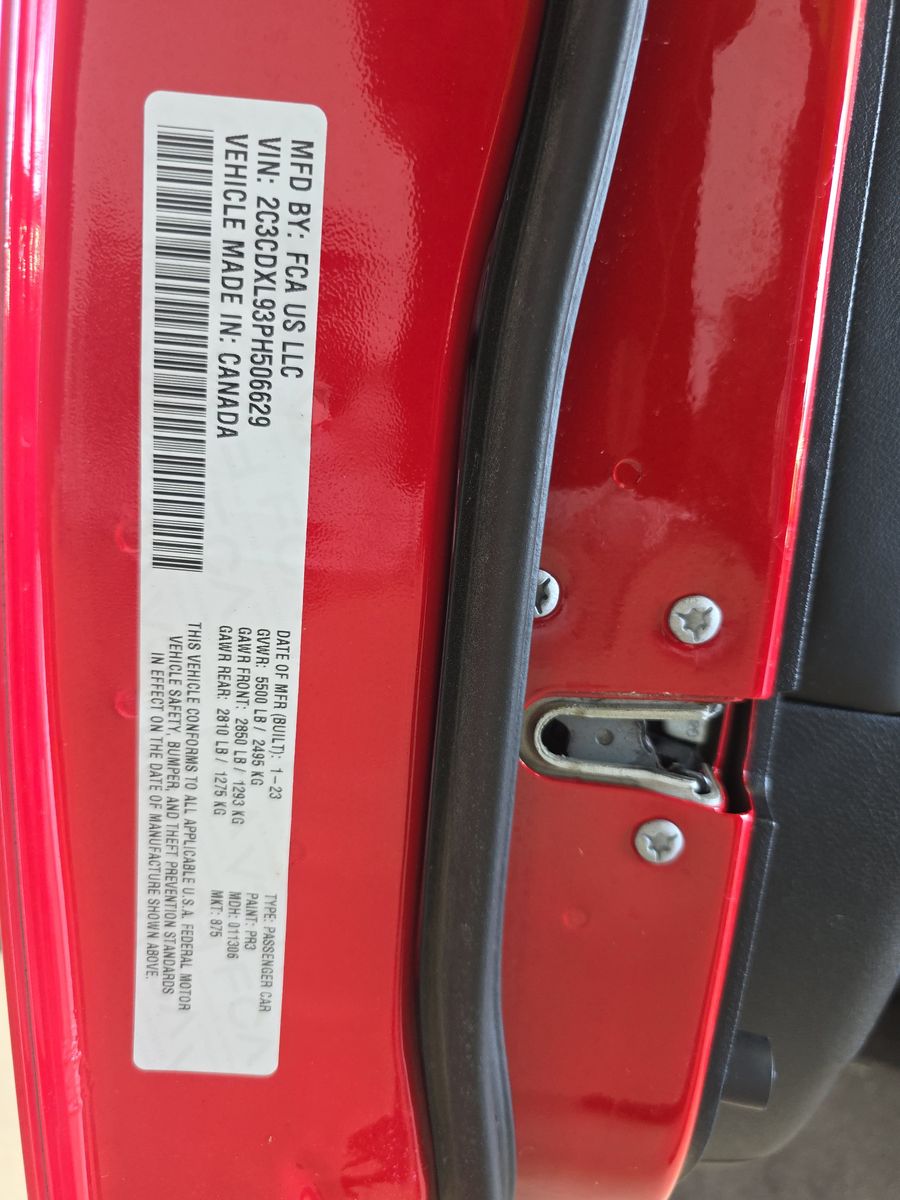 MFD BY: FCA US LLC
VIN: 2C3CDXL93PH506629
VEHICLE MADE IN: CANADA
DATE OF MFR (BUILT): 1-23
GVWR: 5500 LB / 2495 KG
GAWR FRONT: 2850 LB / 1293 KG
GAWR REAR: 2810 LB / 1275 KG
TYPE: PASSENGER CAR
PAINT: PR3
MDH: 011306
MKT: 875
THIS VEHICLE CONFORMS TO ALL APPLICABLE U.S.A. FEDERAL MOTOR
VEHICLE SAFETY, BUMPER, AND THEFT PREVENTION STANDARDS
IN EFFECT ON THE DATE OF MANUFACTURE SHOWN ABOVE.